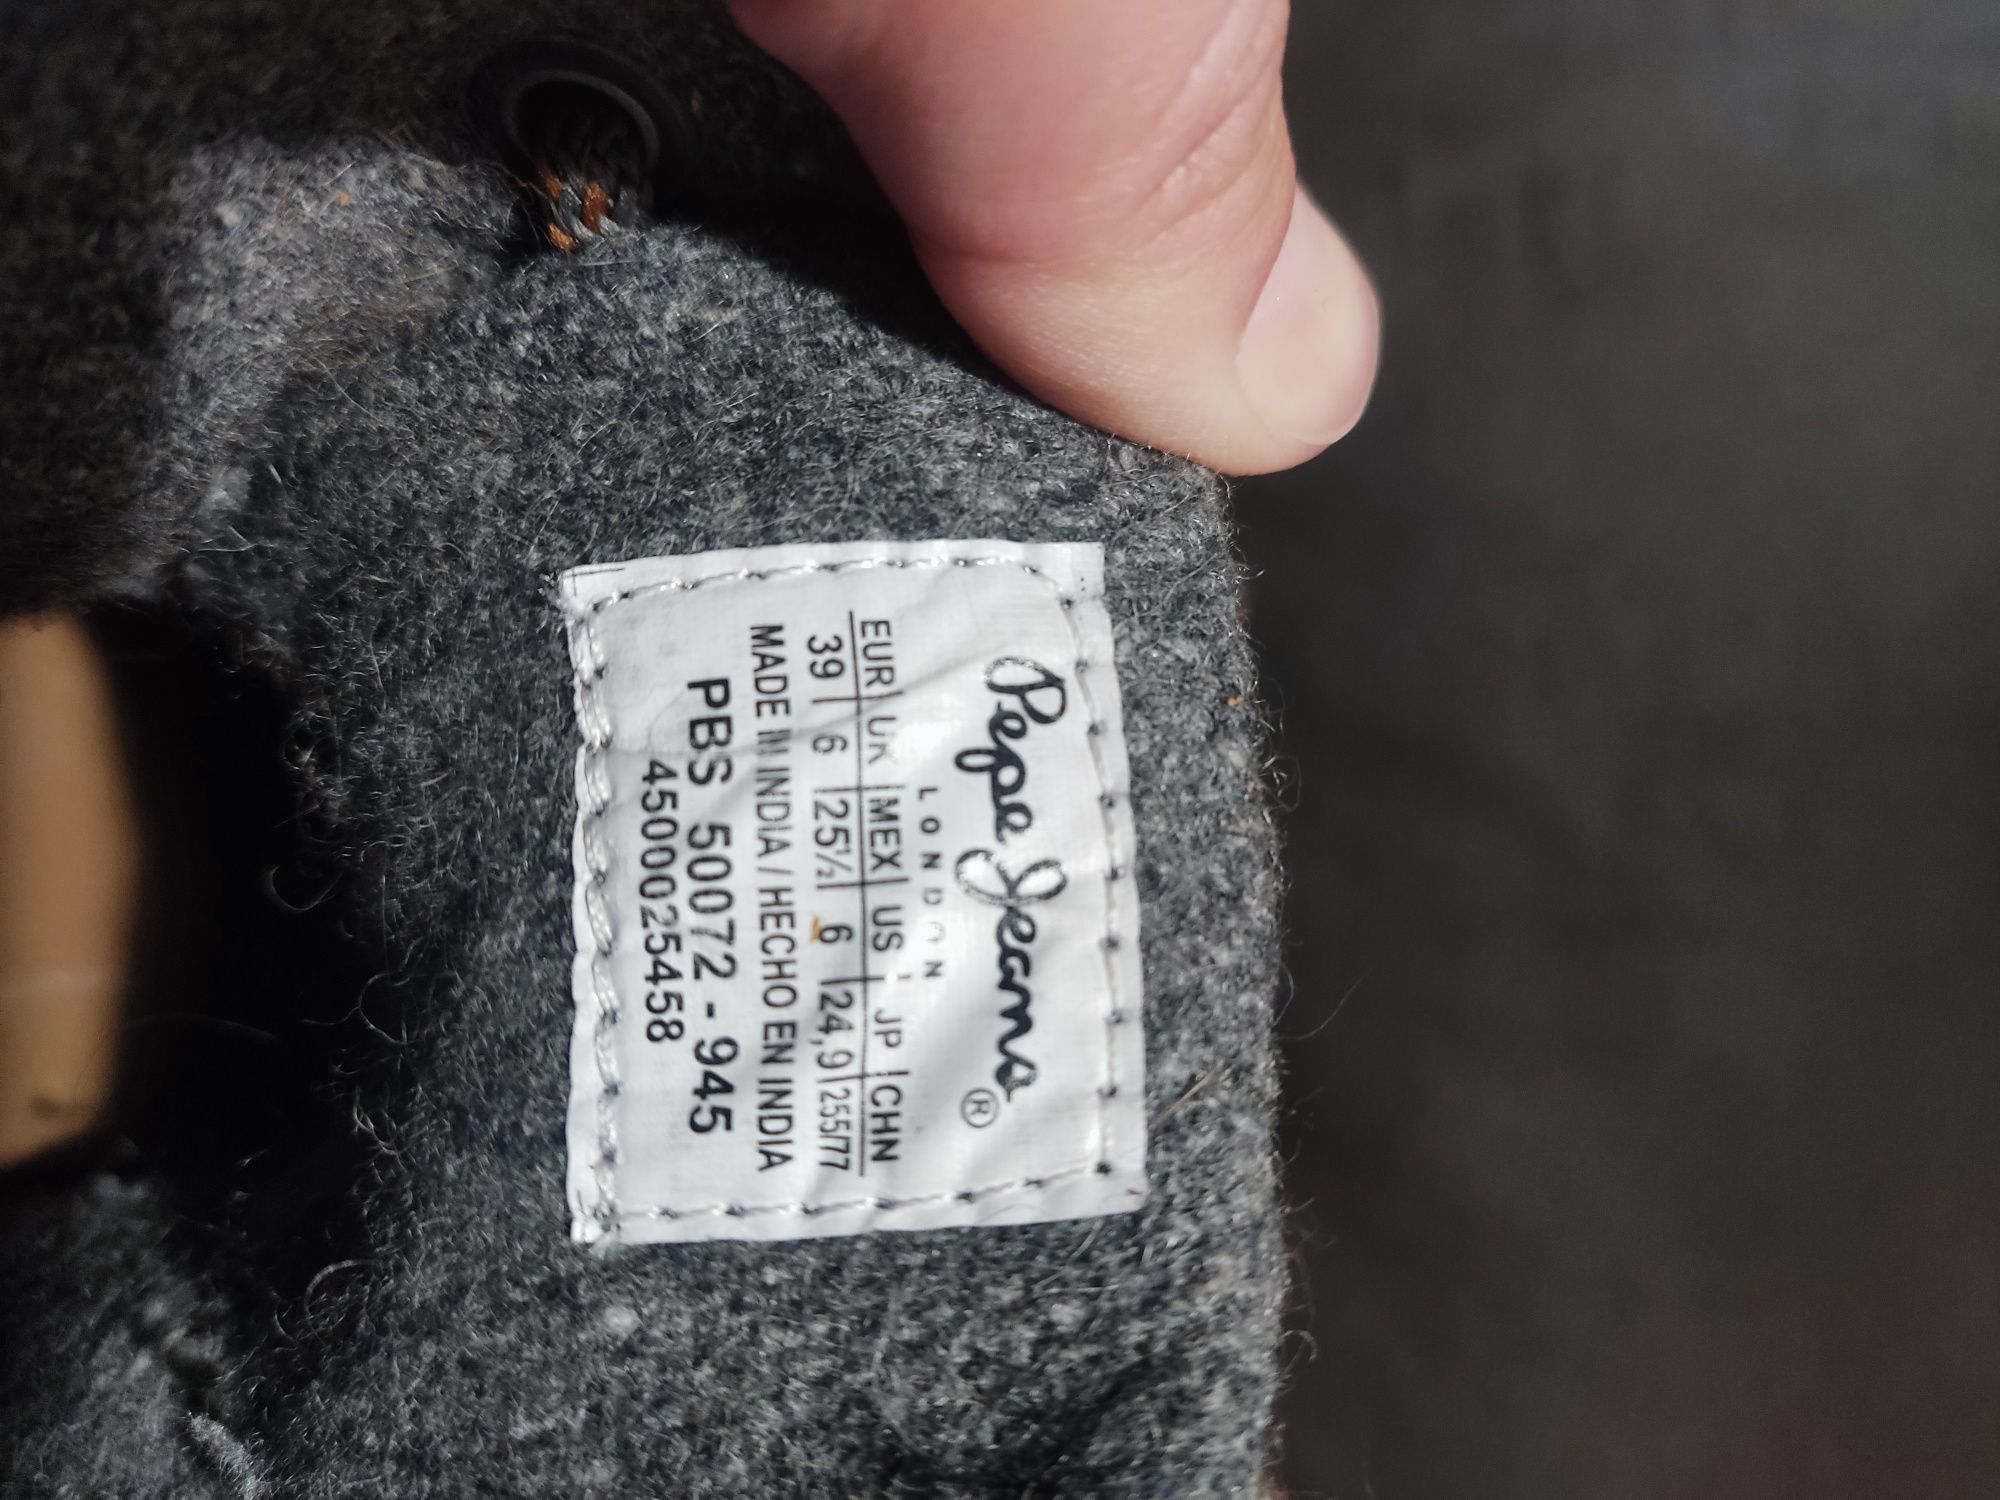 Pepe Jeans ®
LONDON
EUR | UK | MEX | US | JP | CHN
39 | 6 | 25½ | 6 | 24,9 | 255/77
MADE IN INDIA / HECHO EN INDIA
PBS 50072 - 945
4500025458